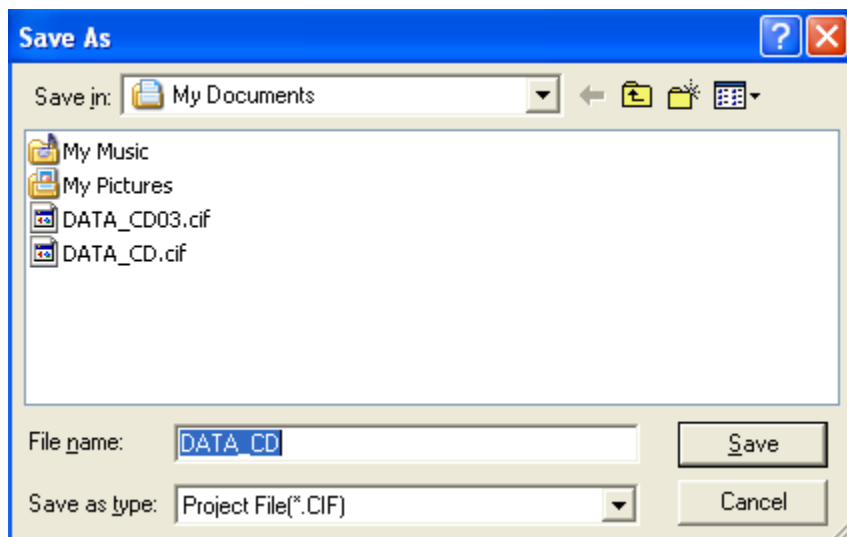 Save As
Save in: My Documents
My Music
My Pictures
DATA_CD03.cif
DATA_CD.cif
File name: DATA_CD Save
Save as type: Project File(*.CIF) Cancel